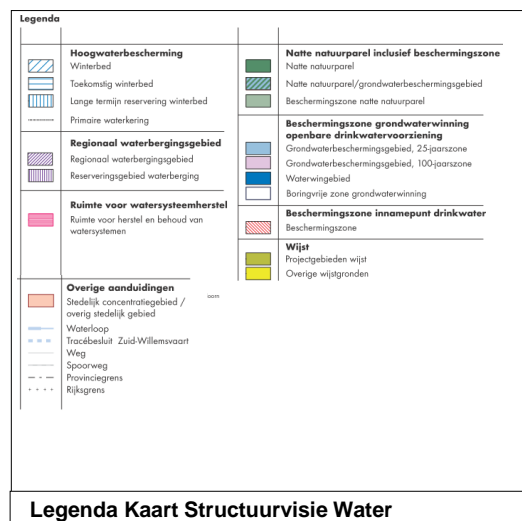 Legenda
Hoogwaterbescherming
Winterbed
Toekomstig winterbed
Lange termijn reservering winterbed
Primaire waterkering
Regionaal waterbergingsgebied
Regionaal waterbergingsgebied
Reserveringsgebied waterberging
Ruimte voor watersysteemherstel
Ruimte voor herstel en behoud van
watersystemen
Overige aanduidingen
Stedelijk concentratiegebied /
overig stedelijk gebied
Waterloop
Tracébesluit Zuid-Willemsvaart
Weg
Spoorweg
Provinciegrens
Rijksgrens
Natte natuurparel inclusief beschermingszone
Natte natuurparel
Natte natuurparel/grondwaterbeschermingsgebied
Beschermingszone natte natuurparel
Beschermingszone grondwaterwinning
openbare drinkwatervoorziening
Grondwaterbeschermingsgebied, 25-jaarszone
Grondwaterbeschermingsgebied, 100-jaarszone
Waterwingebied
Boringvrije zone grondwaterwinning
Beschermingszone innamepunt drinkwater
Beschermingszone
Wijst
Projectgebieden wijst
Overige wijstgronden
Legenda Kaart Structuurvisie Water